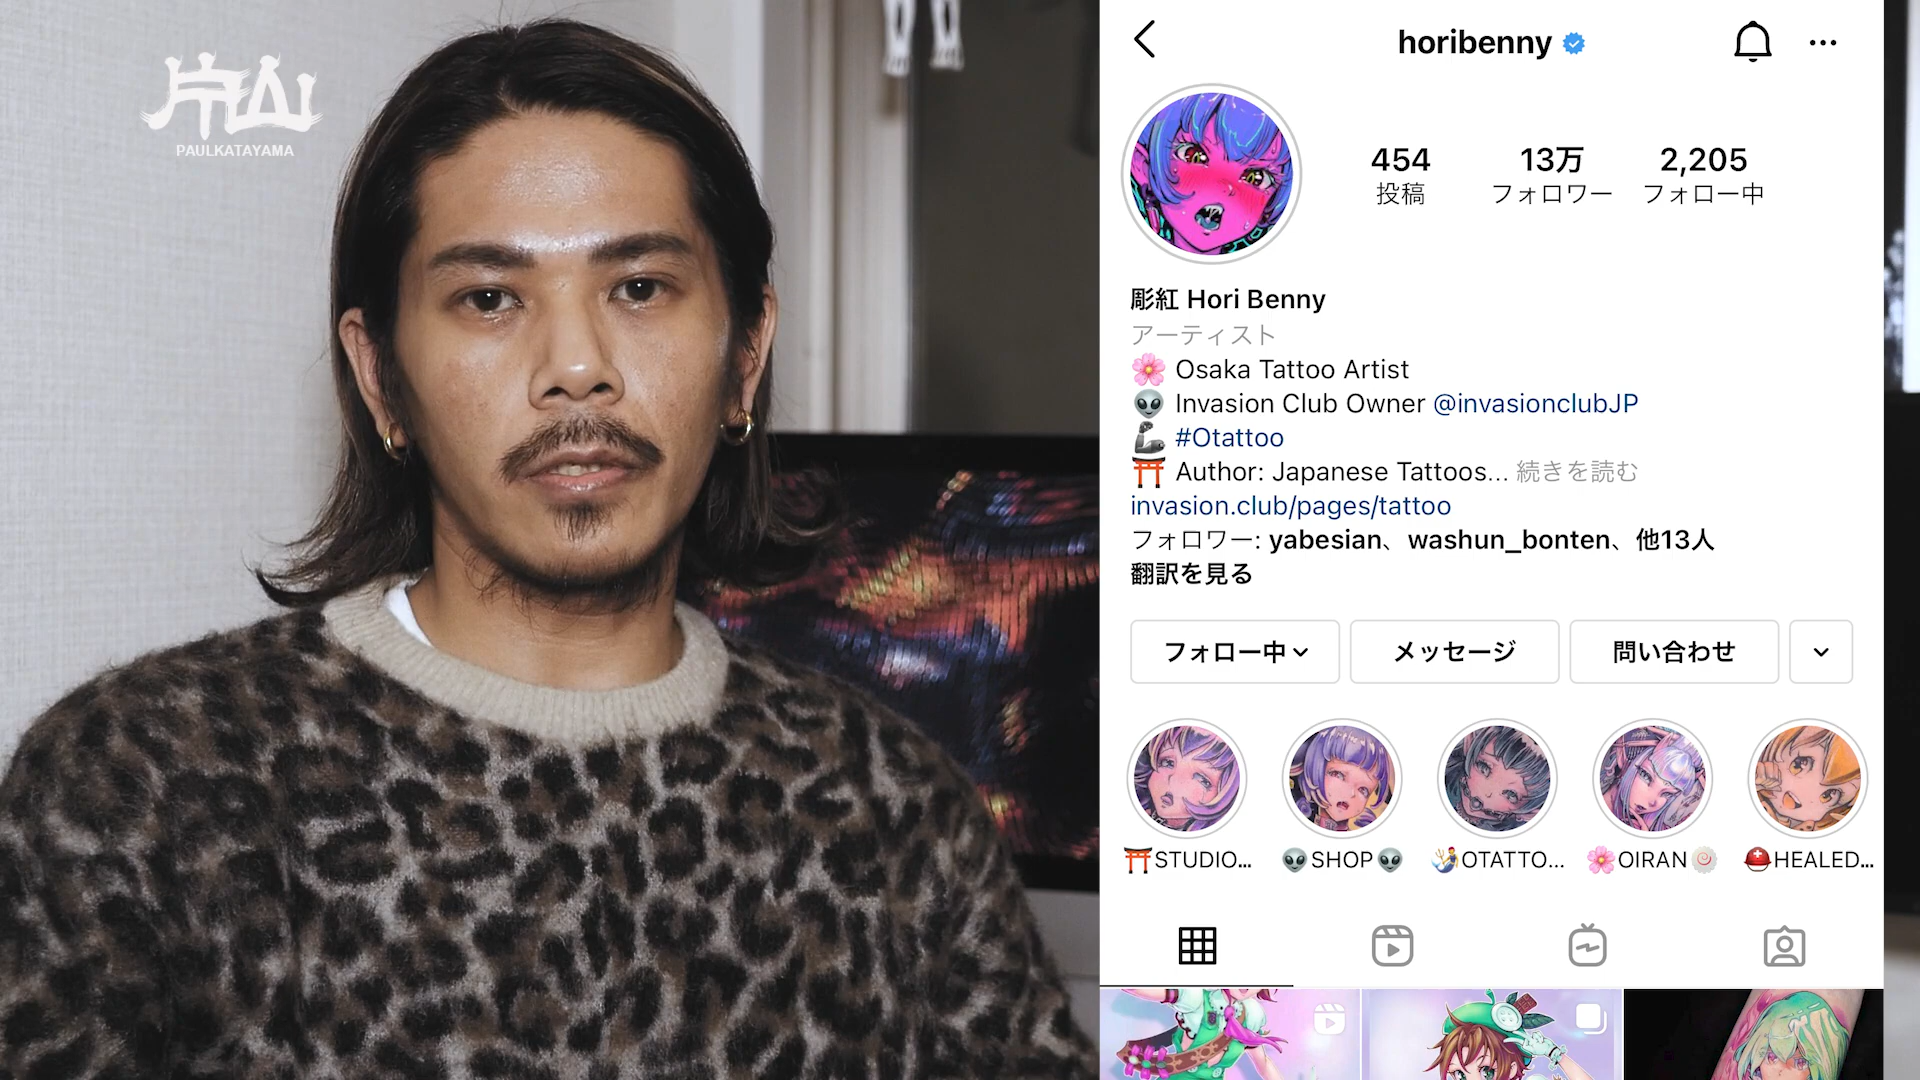 片山
PAULKATAYAMA
horibenny
454
投稿
13万
フォロワー
2,205
フォロー中
彫紅 Hori Benny
アーティスト
🌸 Osaka Tattoo Artist
👽 Invasion Club Owner @invasionclubJP
🦾 #Otattoo
⛩ Author: Japanese Tattoos... 続きを読む
invasion.club/pages/tattoo
フォロワー: yabesian、washun_bonten、他13人
翻訳を見る
フォロー中
メッセージ
問い合わせ
⛩STUDIO...
👽SHOP👽
🧜‍♂️OTATTO...
🌸OIRAN🍥
⛑HEALED...